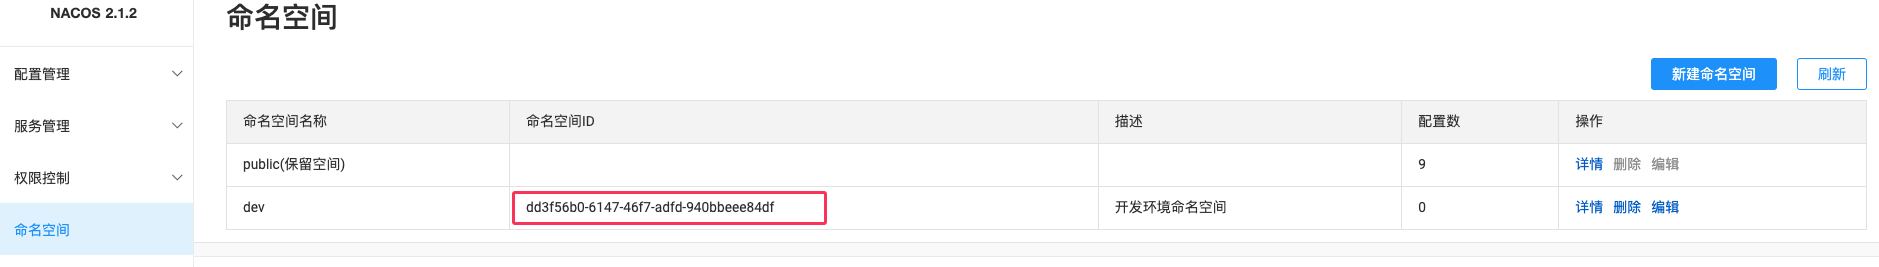 NACOS 2.1.2
配置管理
服务管理
权限控制
命名空间
命名空间
新建命名空间 刷新
命名空间名称 命名空间ID 描述 配置数 操作
public(保留空间) 9 详情 删除 编辑
dev dd3f56b0-6147-46f7-adfd-940bbeee84df 开发环境命名空间 0 详情 删除 编辑